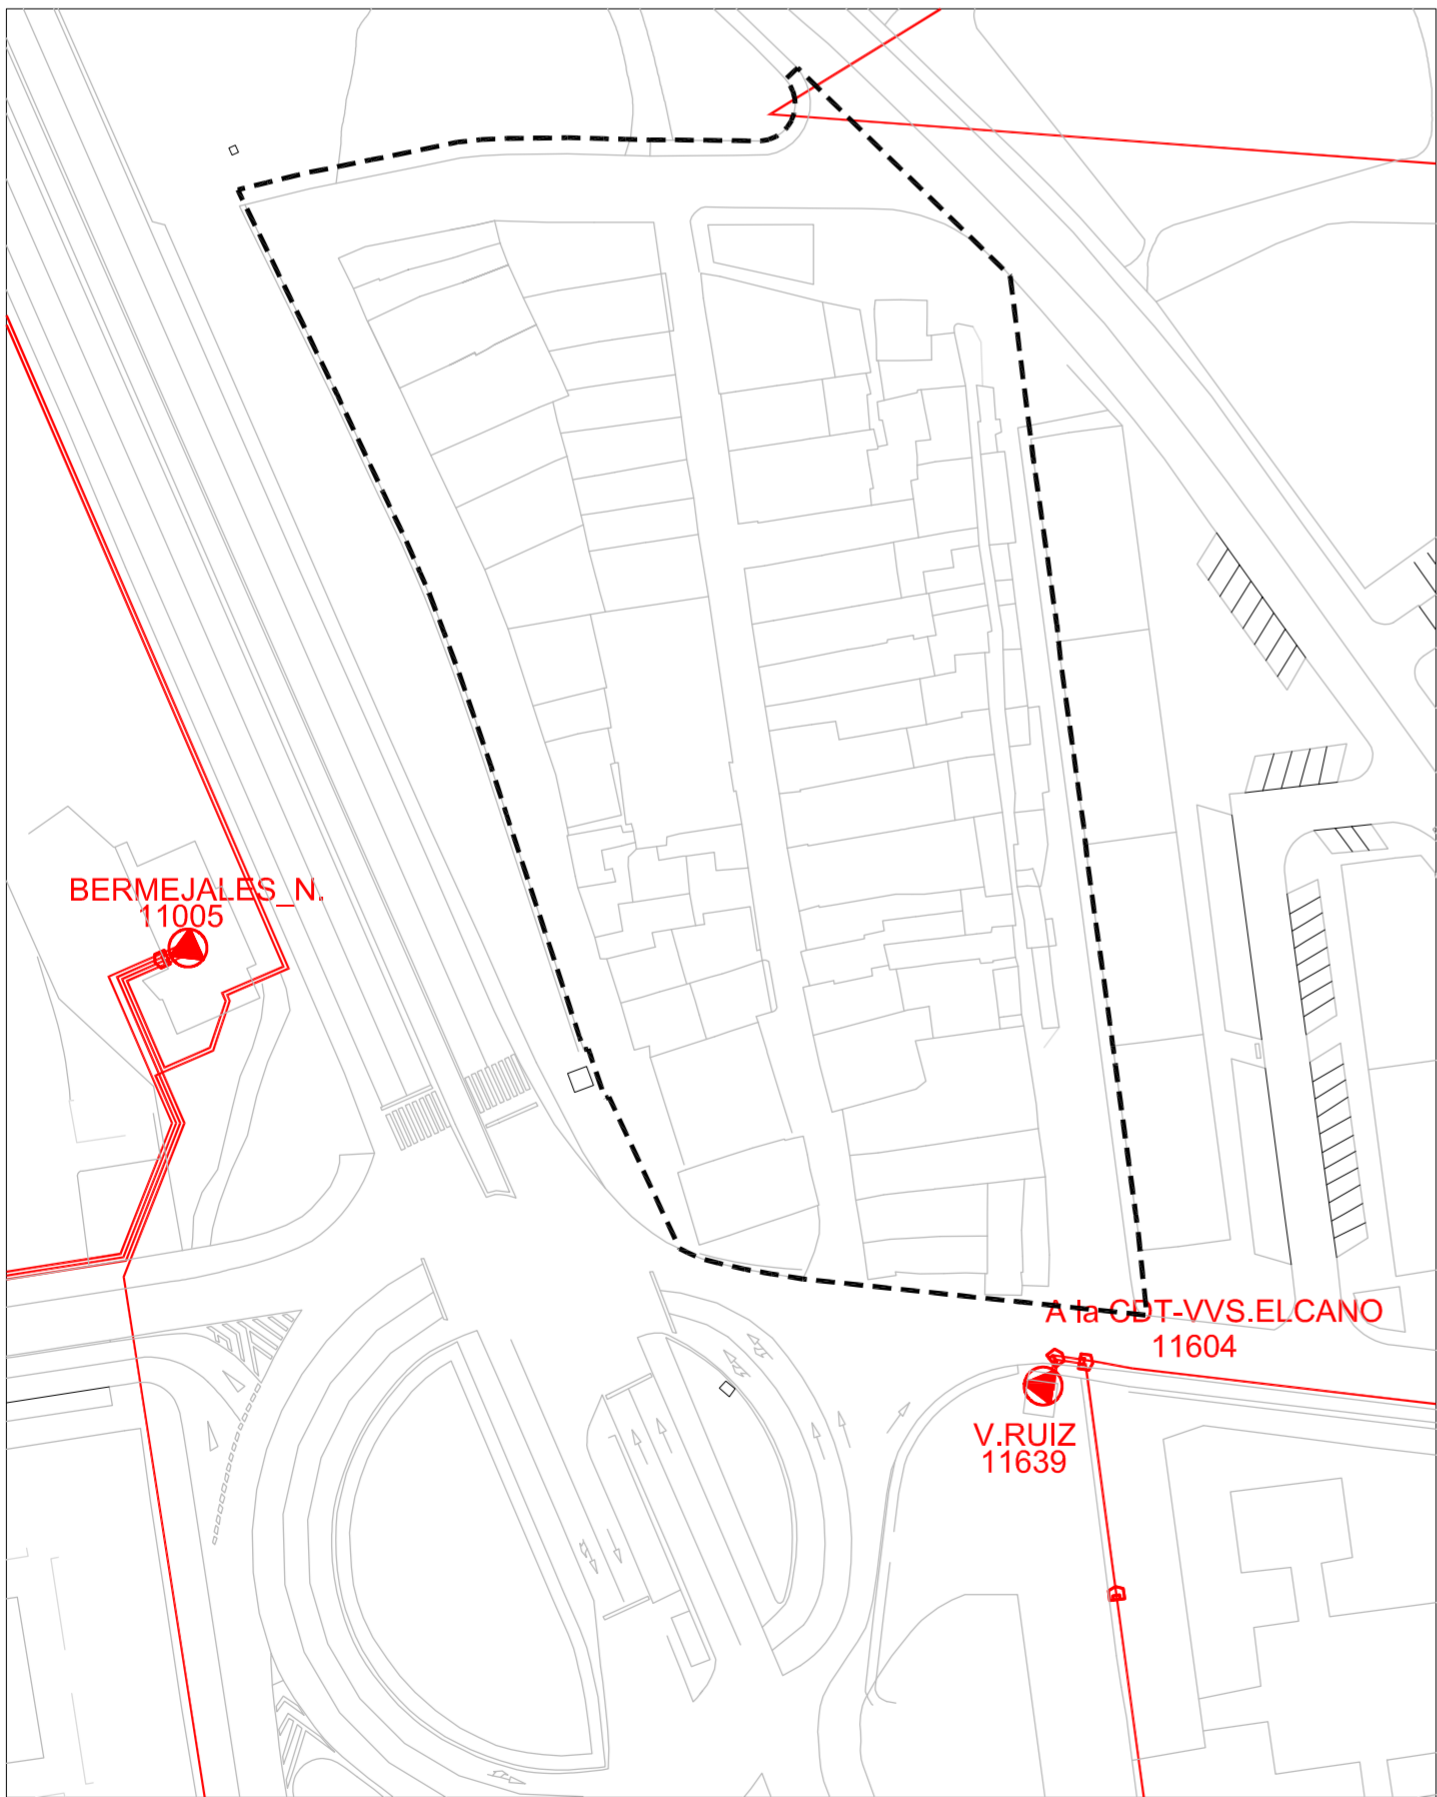 BERMEJALES_N.
11005
A la CDT-VVS.ELCANO
11604
V.RUIZ
11639